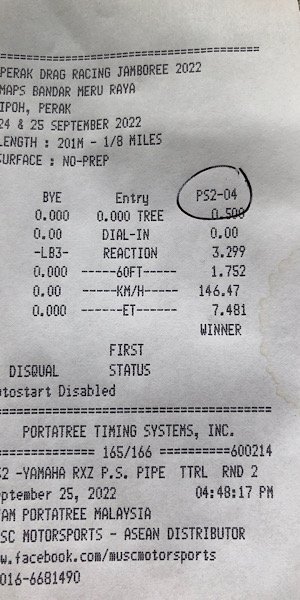 PERAK DRAG RACING JAMBOREE 2022
MAPS BANDAR MERU RAYA
IPOH, PERAK
24 & 25 SEPTEMBER 2022
LENGTH : 201M - 1/8 MILES
SURFACE : NO-PREP
BYE Entry PS2-04
0.000 0.000 TREE 0.500
0.00 DIAL-IN 0.00
-LB3- REACTION 3.299
0.000 ------60FT------ 1.752
0.00 ------KM/H------ 146.47
0.000 -------ET------- 7.481
WINNER
FIRST
DISQUAL STATUS
utostart Disabled
PORTATREE TIMING SYSTEMS, INC.
============ 165/166 ==========600214
S2 -YAMAHA RXZ P.S. PIPE TTRL RND 2
eptember 25, 2022 04:48:17 PM
EAM PORTATREE MALAYSIA
USC MOTORSPORTS - ASEAN DISTRIBUTOR
w.facebook.com/muscmotorsports
016-6681490